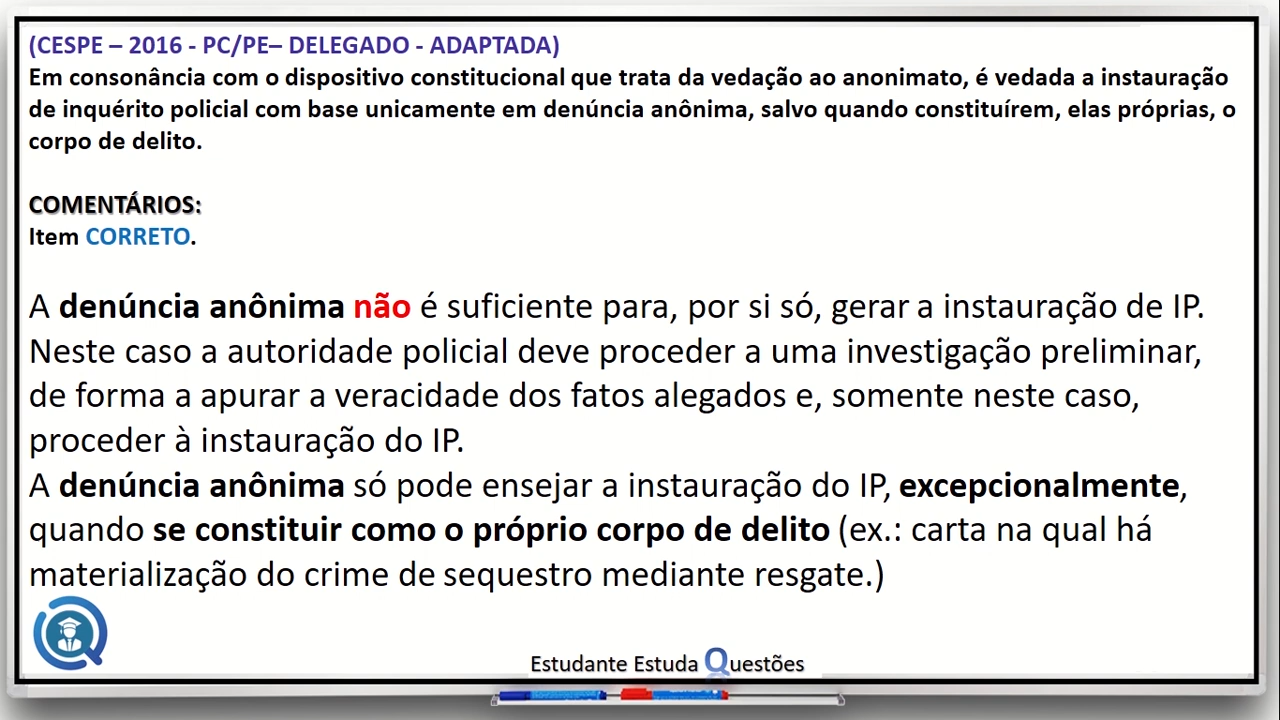 (CESPE – 2016 - PC/PE– DELEGADO - ADAPTADA)
Em consonância com o dispositivo constitucional que trata da vedação ao anonimato, é vedada a instauração
de inquérito policial com base unicamente em denúncia anônima, salvo quando constituírem, elas próprias, o
corpo de delito.
COMENTÁRIOS:
Item CORRETO.
A denúncia anônima não é suficiente para, por si só, gerar a instauração de IP.
Neste caso a autoridade policial deve proceder a uma investigação preliminar,
de forma a apurar a veracidade dos fatos alegados e, somente neste caso,
proceder à instauração do IP.
A denúncia anônima só pode ensejar a instauração do IP, excepcionalmente,
quando se constituir como o próprio corpo de delito (ex.: carta na qual há
materialização do crime de sequestro mediante resgate.)
Estudante Estuda Questões